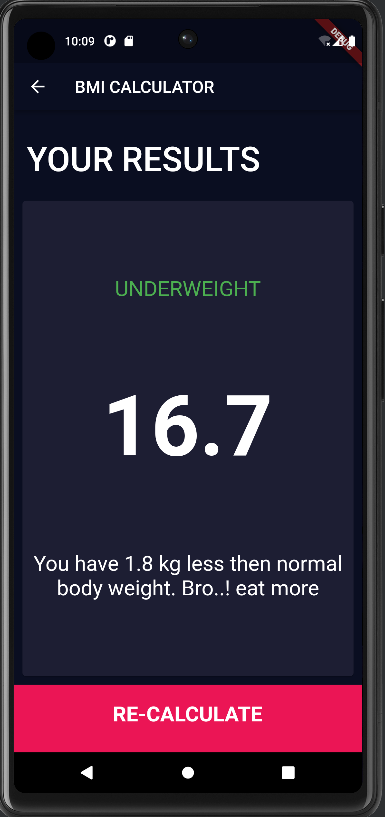 10:09
DEBUG
BMI CALCULATOR
YOUR RESULTS
UNDERWEIGHT
16.7
You have 1.8 kg less then normal
body weight. Bro..! eat more
RE-CALCULATE